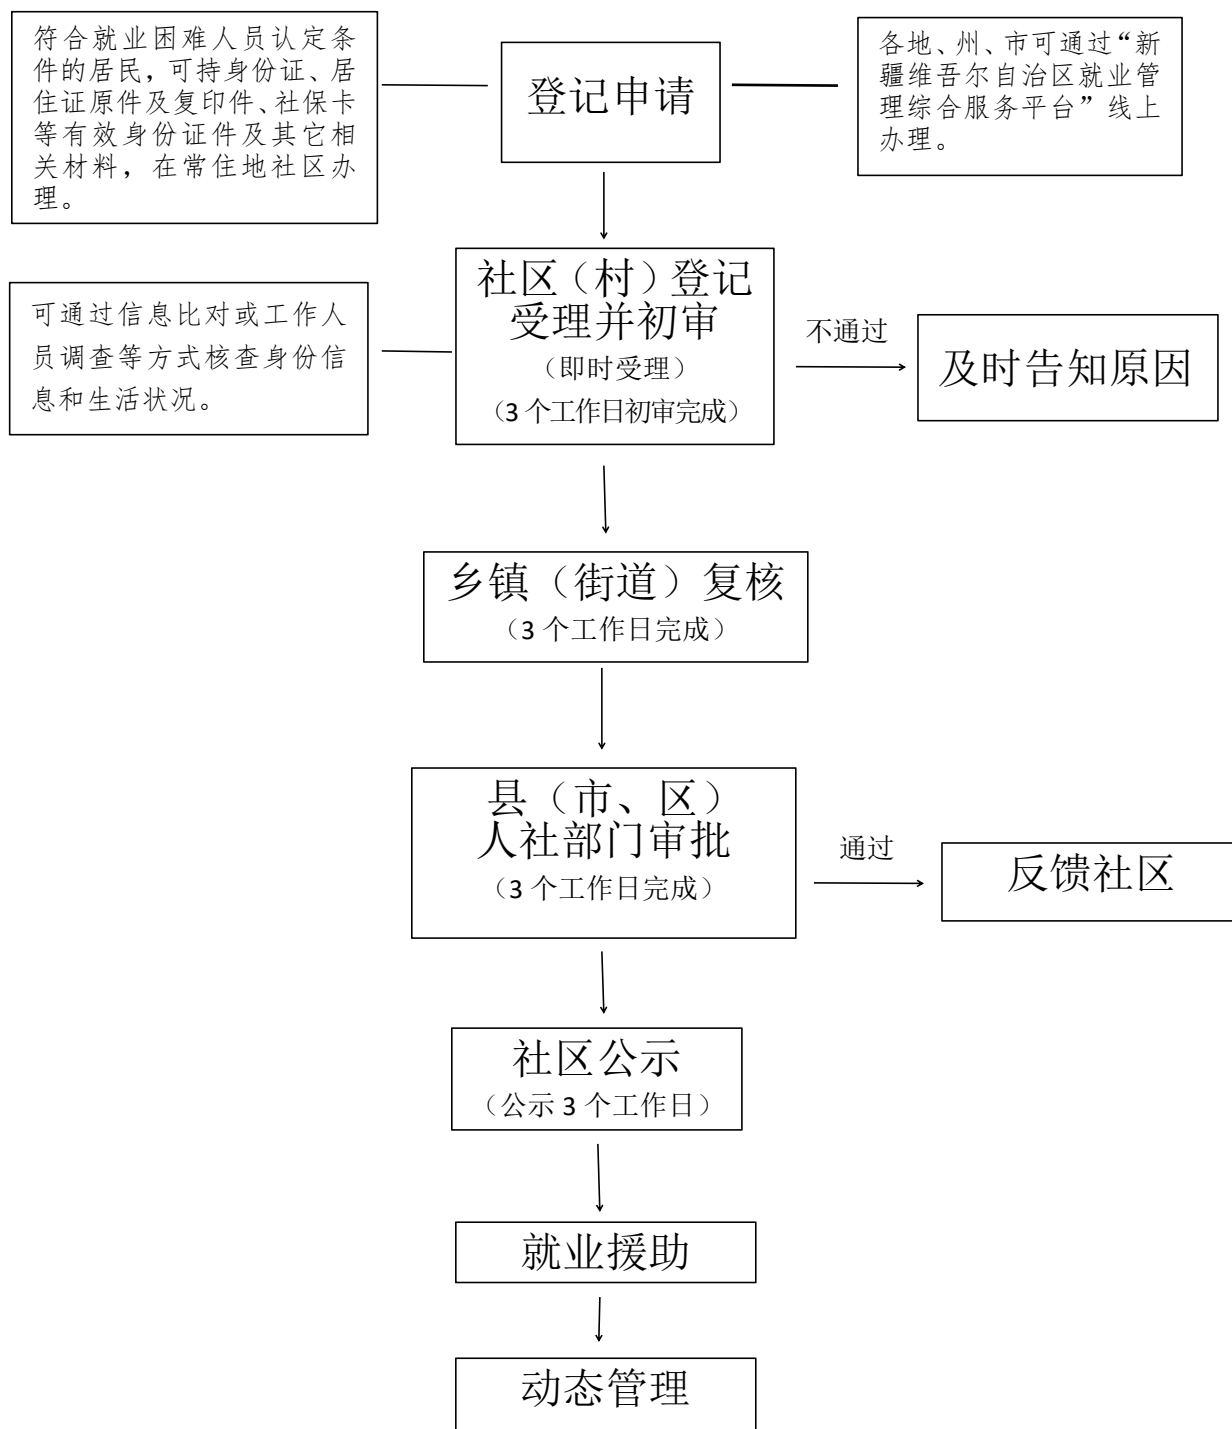 符合就业困难人员认定条
件的居民，可持身份证、居
住证原件及复印件、社保卡
等有效身份证件及其它相
关材料，在常住地社区办
理。
登记申请
各地、州、市可通过“新
疆维吾尔自治区就业管
理综合服务平台”线上
办理。
社区（村）登记
受理并初审
（即时受理）
（3 个工作日初审完成）
可通过信息比对或工作人
员调查等方式核查身份信
息和生活状况。
不通过
及时告知原因
乡镇（街道）复核
（3 个工作日完成）
县（市、区）
人社部门审批
（3 个工作日完成）
通过
反馈社区
社区公示
（公示 3 个工作日）
就业援助
动态管理